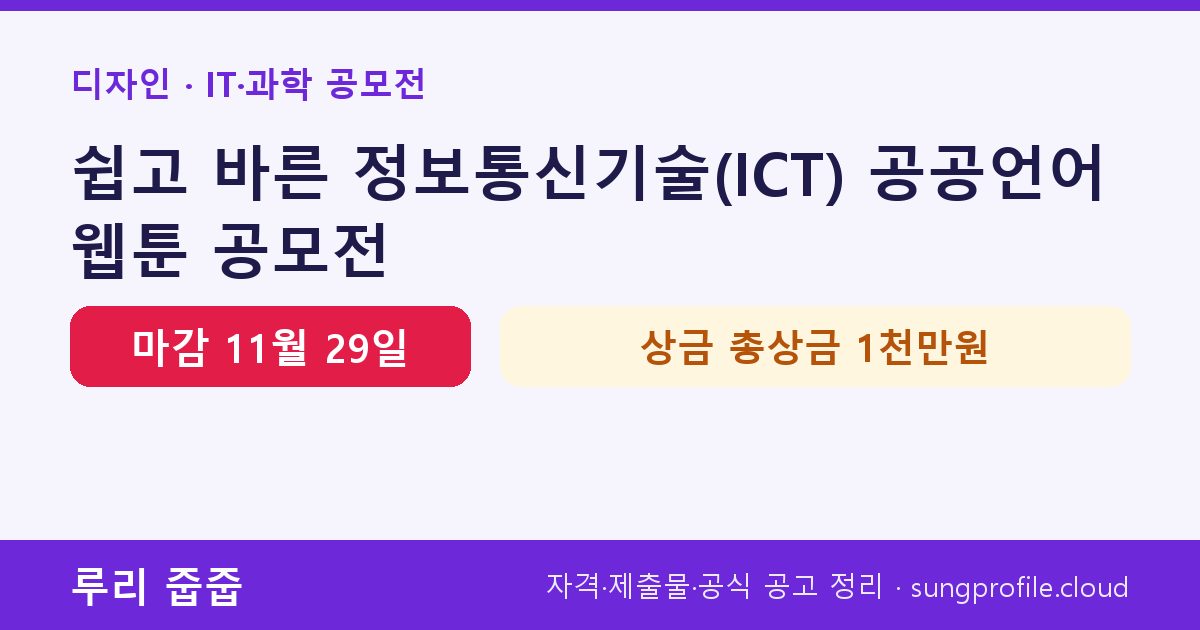 디자인 · IT·과학 공모전
쉽고 바른 정보통신기술(ICT) 공공언어
웹툰 공모전
마감 11월 29일
상금 총상금 1천만원
루리 줍줍
자격·제출물·공식 공고 정리 · sungprofile.cloud